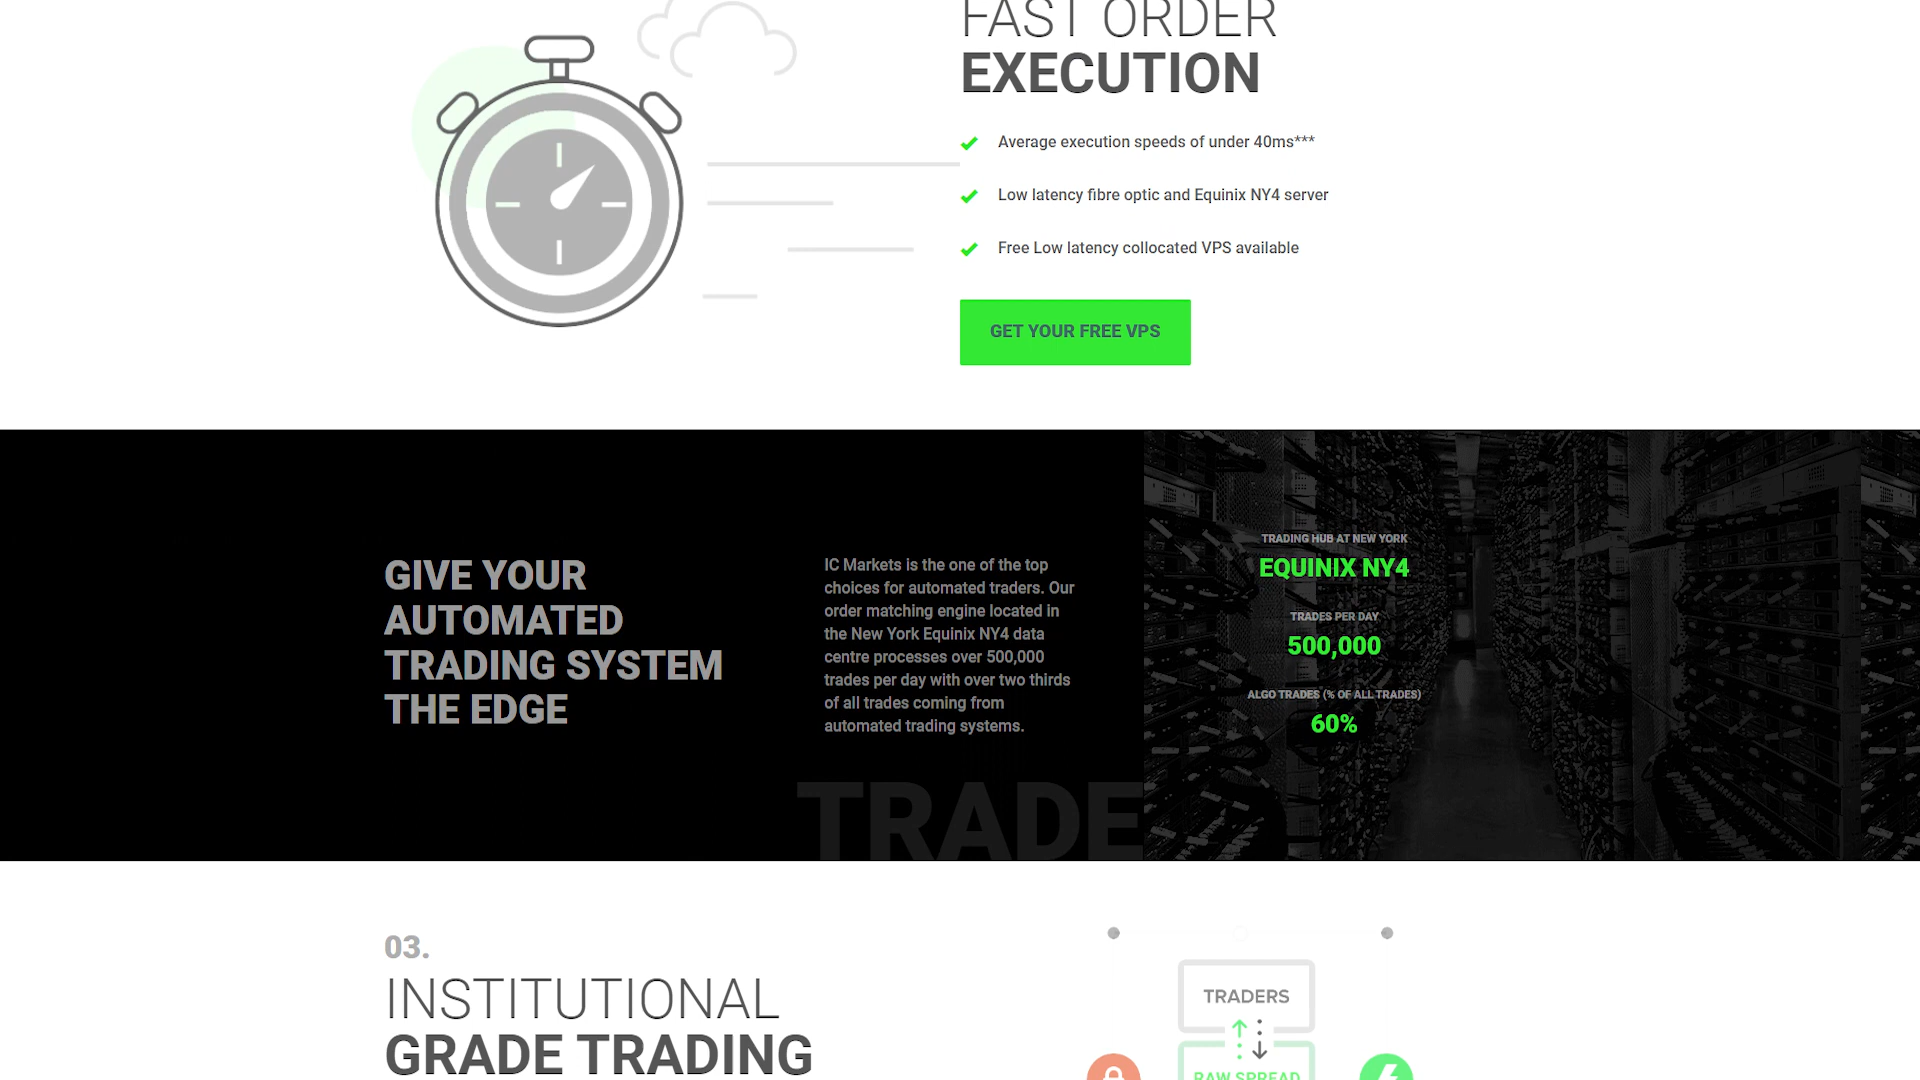 FAST ORDER
EXECUTION
Average execution speeds of under 40ms***
Low latency fibre optic and Equinix NY4 server
Free Low latency collocated VPS available
GET YOUR FREE VPS
GIVE YOUR
AUTOMATED
TRADING SYSTEM
THE EDGE
IC Markets is the one of the top
choices for automated traders. Our
order matching engine located in
the New York Equinix NY4 data
centre processes over 500,000
trades per day with over two thirds
of all trades coming from
automated trading systems.
TRADE
TRADING HUB AT NEW YORK
EQUINIX NY4
TRADES PER DAY
500,000
ALGO TRADES (% OF ALL TRADES)
60%
03.
INSTITUTIONAL
GRADE TRADING
TRADERS
RAW SPREAD